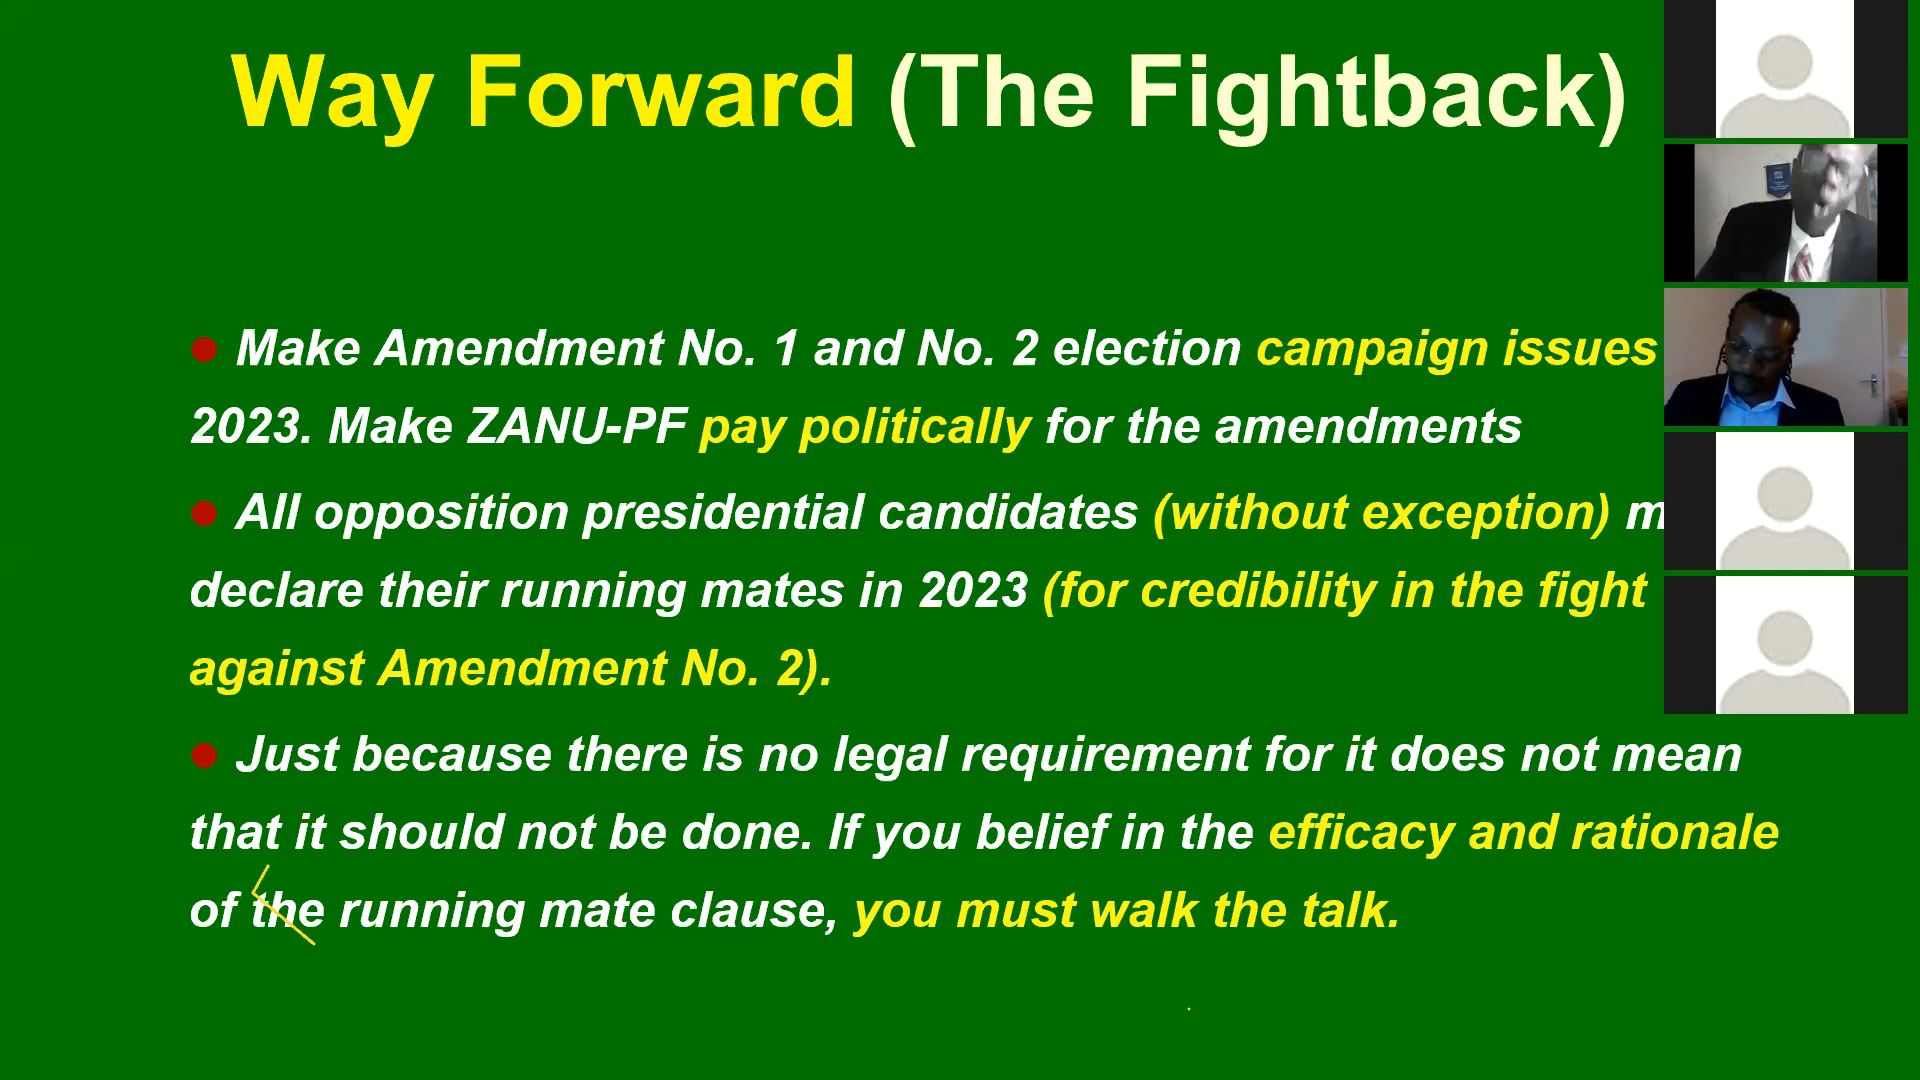 Way Forward (The Fightback)
● Make Amendment No. 1 and No. 2 election campaign issues
2023. Make ZANU-PF pay politically for the amendments
● All opposition presidential candidates (without exception) m
declare their running mates in 2023 (for credibility in the fight
against Amendment No. 2).
● Just because there is no legal requirement for it does not mean
that it should not be done. If you belief in the efficacy and rationale
of the running mate clause, you must walk the talk.